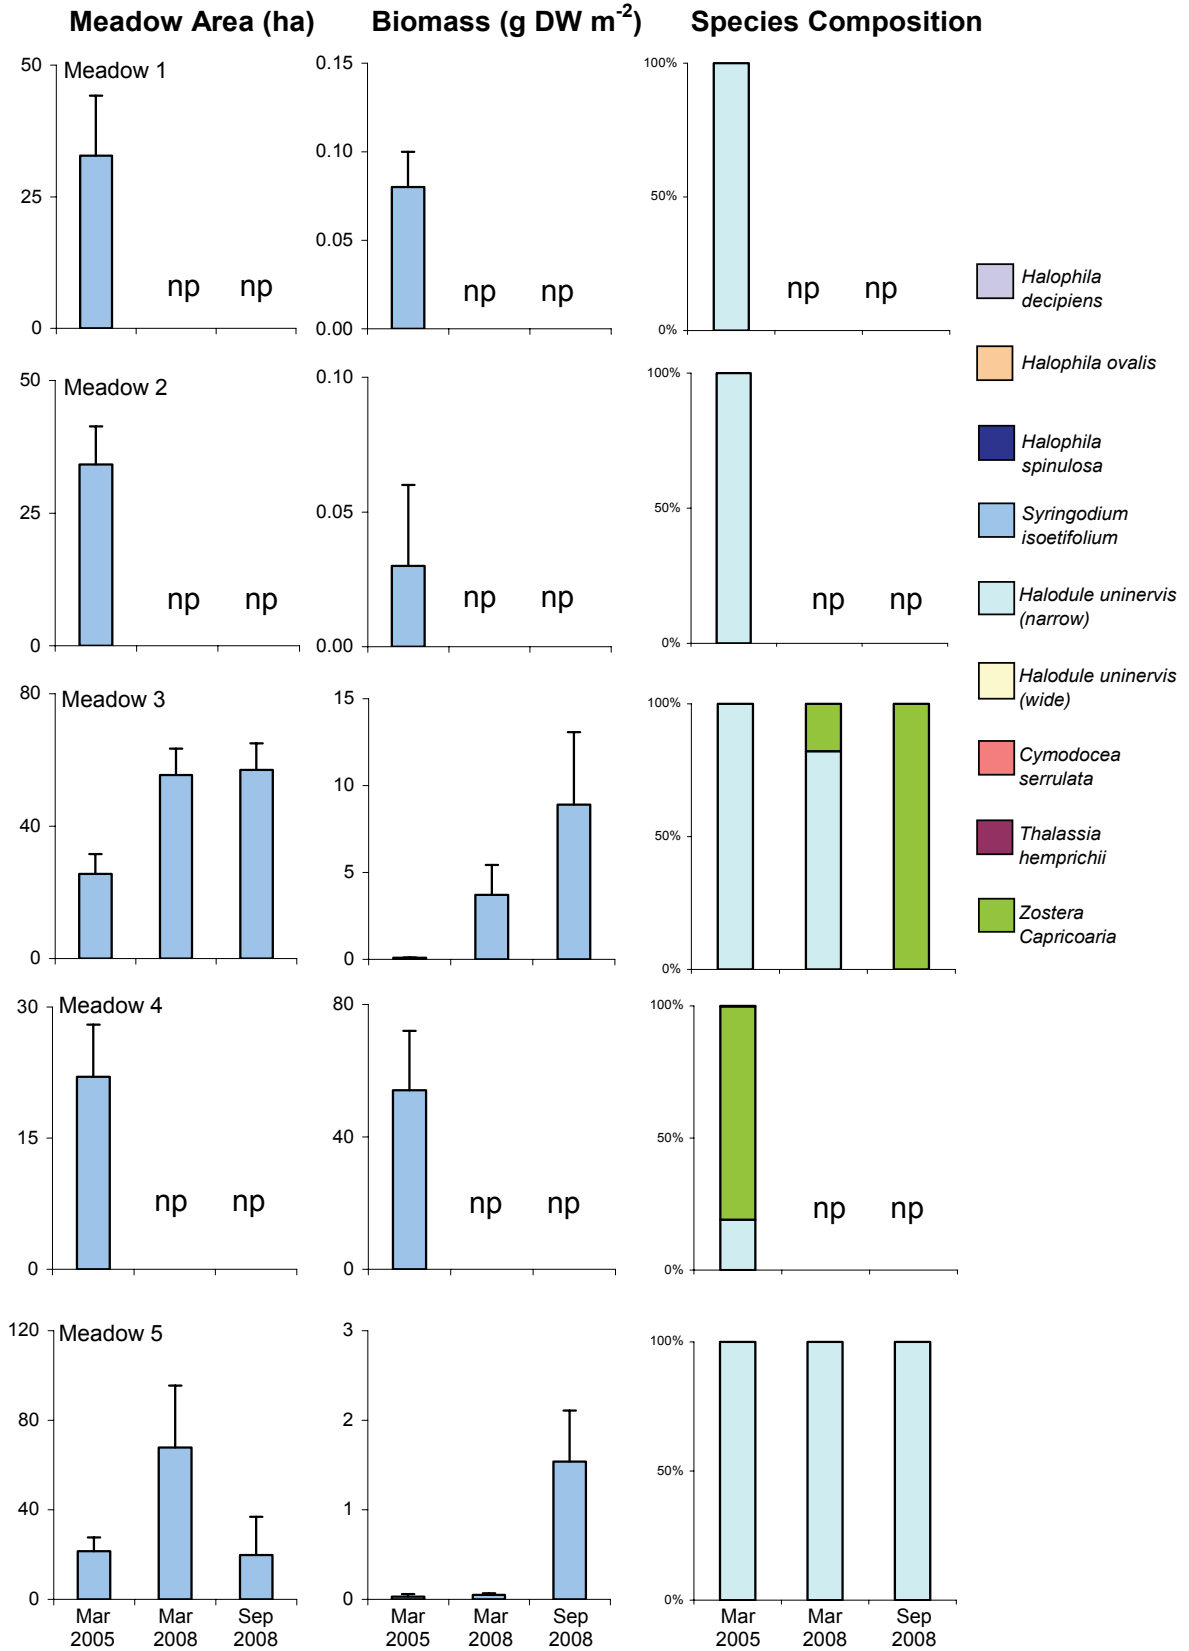 Meadow Area (ha) Biomass (g DW m-2) Species Composition
Meadow 1
50
25
0
np np
0.15
0.10
0.05
0.00
np np
100%
50%
0%
np np
Meadow 2
50
25
0
np np
0.10
0.05
0.00
np np
100%
50%
0%
np np
Meadow 3
80
40
0
15
10
5
0
100%
50%
0%
Meadow 4
30
15
0
np np
80
40
0
np np
100%
50%
0%
np np
Meadow 5
120
80
40
0
Mar Mar Sep
2005 2008 2008
3
2
1
0
Mar Mar Sep
2005 2008 2008
100%
50%
0%
Mar Mar Sep
2005 2008 2008
Halophila
decipiens
Halophila ovalis
Halophila
spinulosa
Syringodium
isoetifolium
Halodule uninervis
(narrow)
Halodule uninervis
(wide)
Cymodocea
serrulata
Thalassia
hemprichii
Zostera
Capricoaria